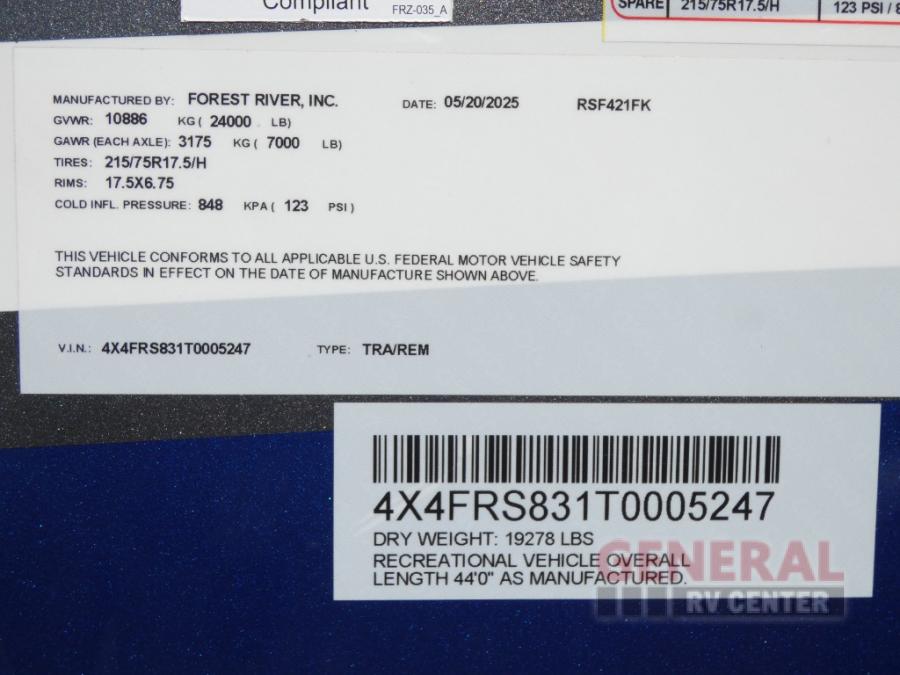 Compliant FRZ-035_A
SPARE 215/75R17.5/H 123 PSI / 8
MANUFACTURED BY: FOREST RIVER, INC. DATE: 05/20/2025 RSF421FK
GVWR: 10886 KG ( 24000 LB)
GAWR (EACH AXLE): 3175 KG ( 7000 LB)
TIRES: 215/75R17.5/H
RIMS: 17.5X6.75
COLD INFL. PRESSURE: 848 KPA ( 123 PSI )
THIS VEHICLE CONFORMS TO ALL APPLICABLE U.S. FEDERAL MOTOR VEHICLE SAFETY
STANDARDS IN EFFECT ON THE DATE OF MANUFACTURE SHOWN ABOVE.
V.I.N.: 4X4FRS831T0005247 TYPE: TRA/REM
4X4FRS831T0005247
DRY WEIGHT: 19278 LBS
RECREATIONAL VEHICLE OVERALL
LENGTH 44'0" AS MANUFACTURED.
GENERAL
RV CENTER